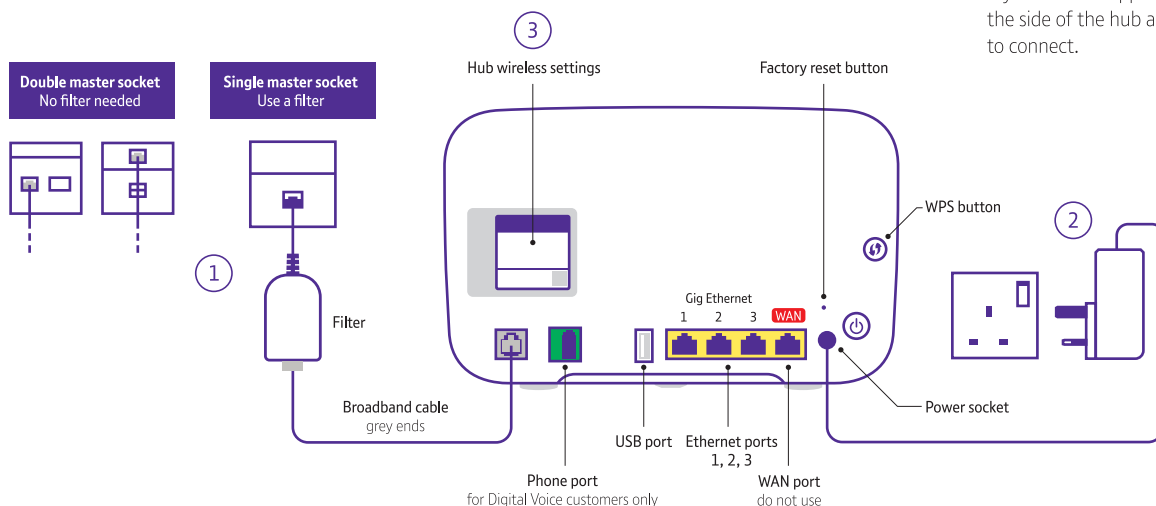 the side of the hub a
to connect.
3
Hub wireless settings
Factory reset button
Double master socket
No filter needed
Single master socket
Use a filter
WPS button
2
1
Filter
Gig Ethernet
1 2 3 WAN
Broadband cable
grey ends
Power socket
USB port
Ethernet ports
1, 2, 3
Phone port
for Digital Voice customers only
WAN port
do not use